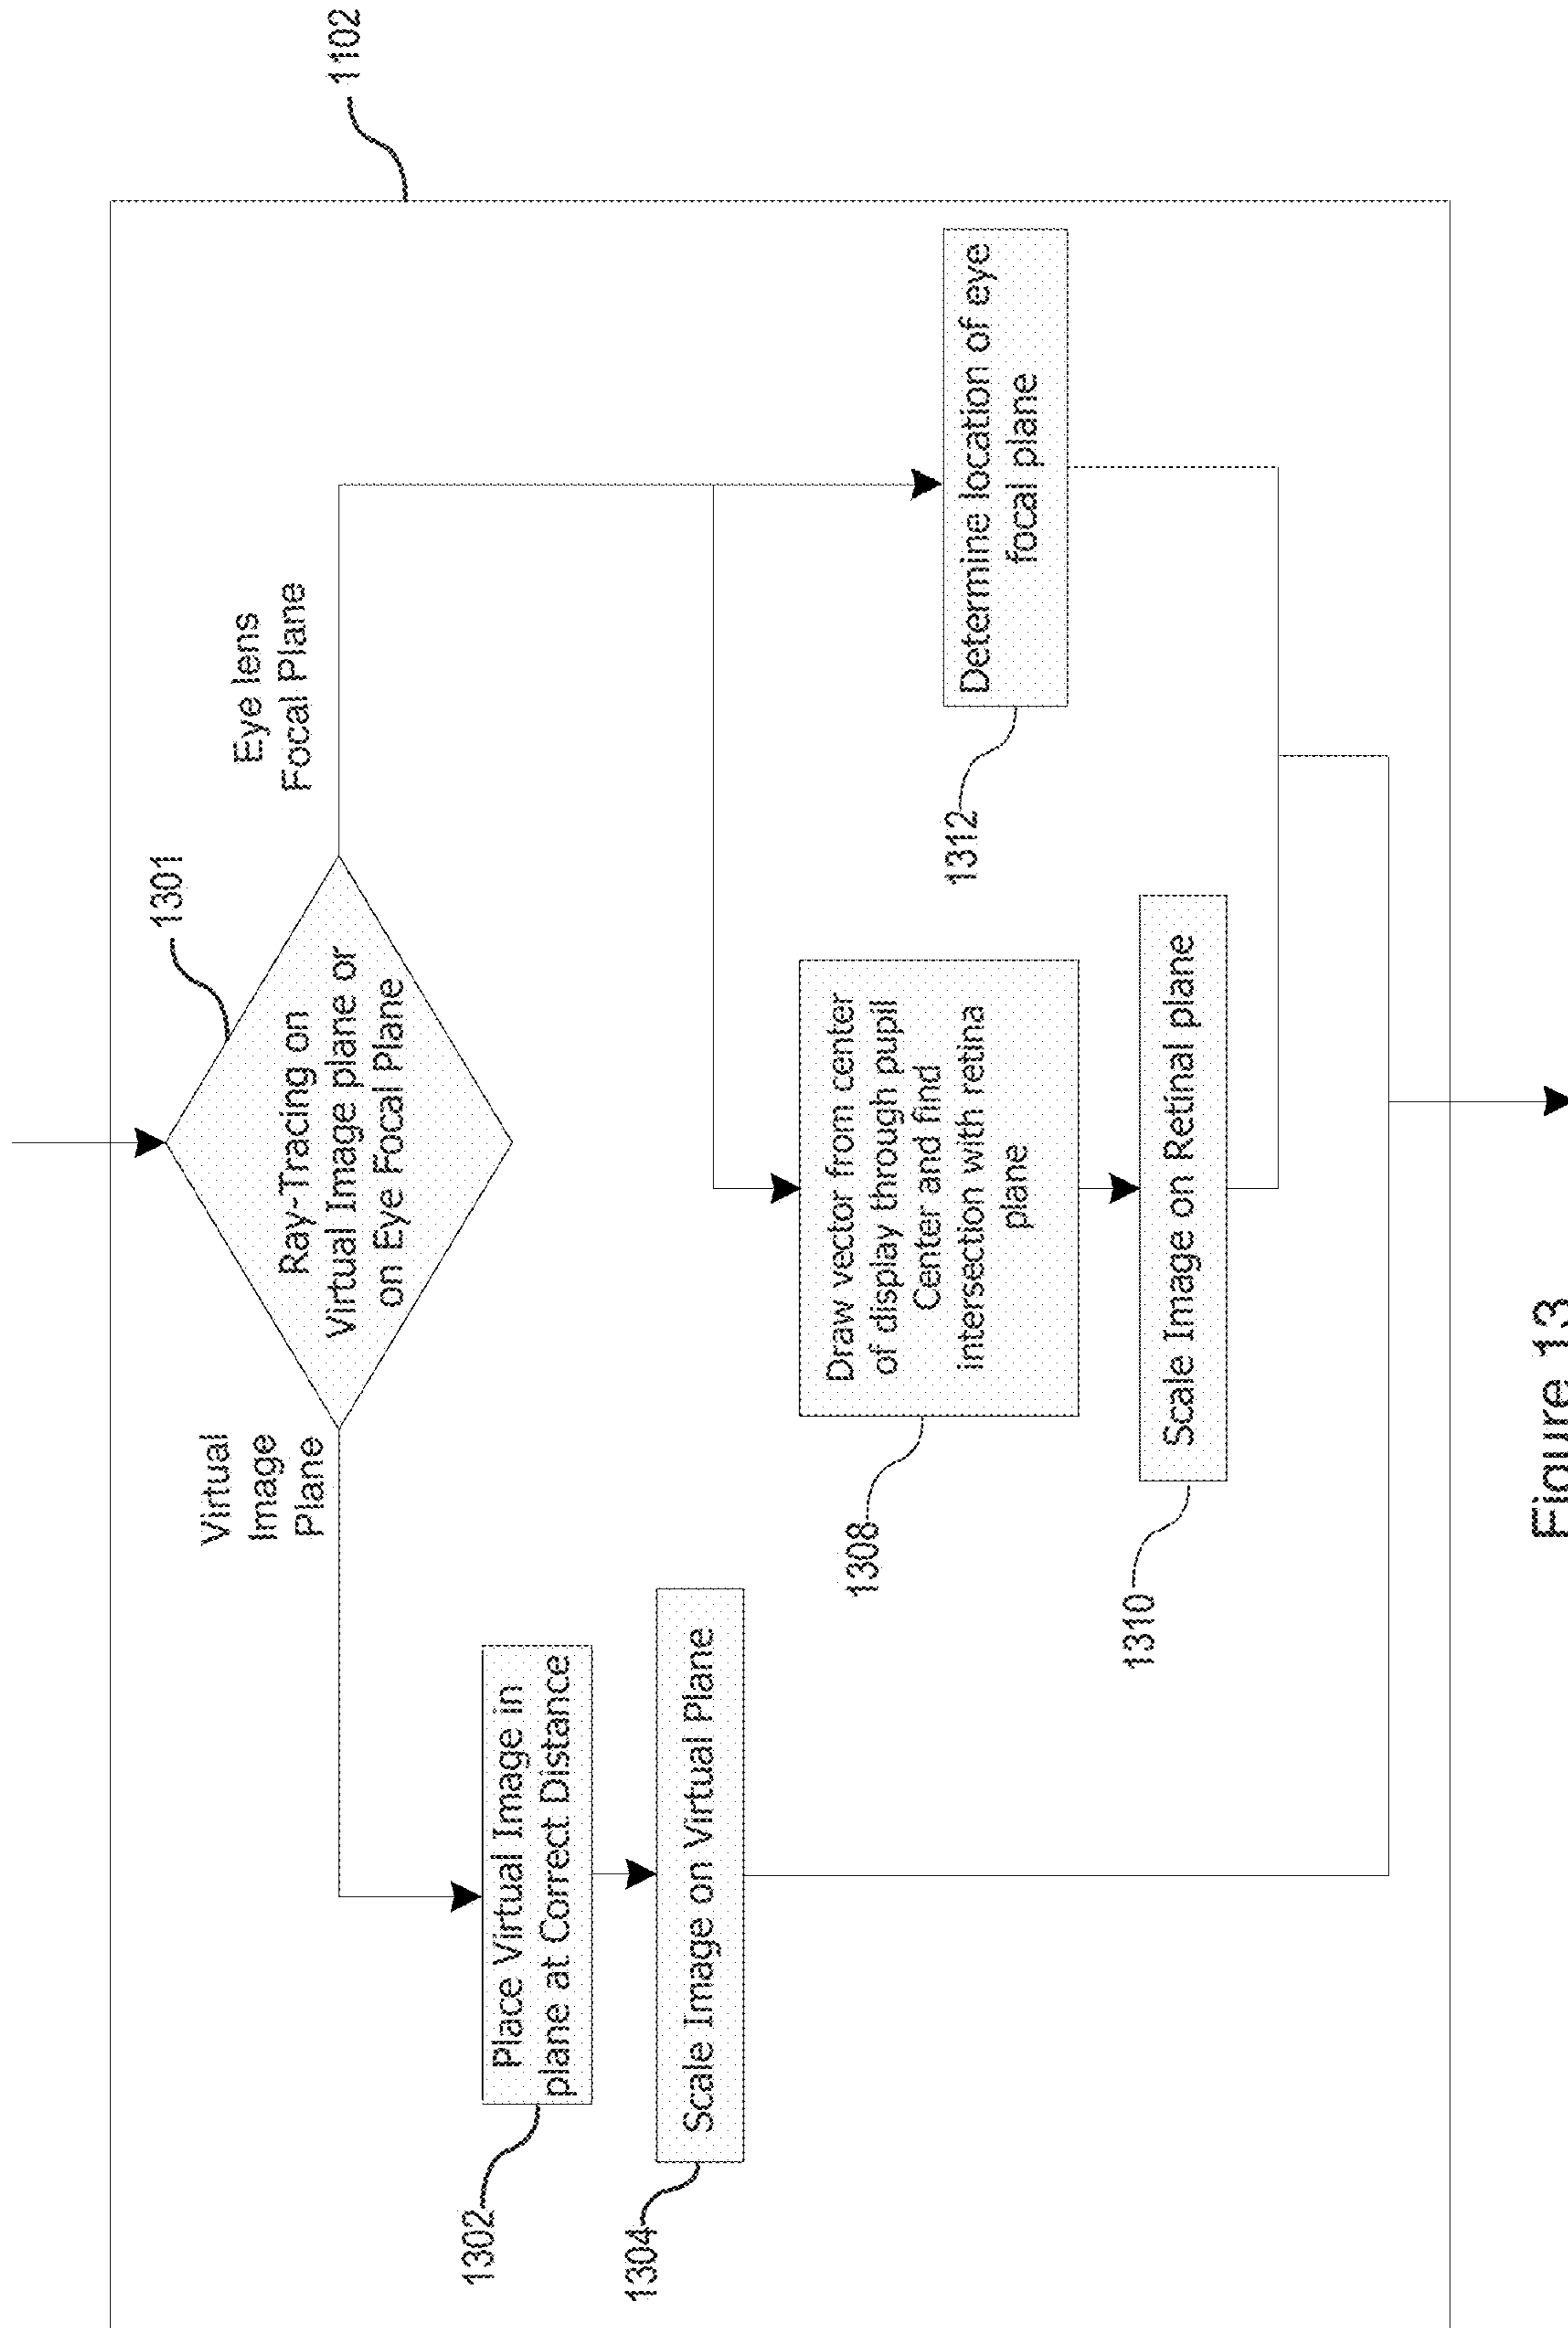 1102
1301
Ray-Tracing on
Virtual Image plane or
on Eye Focal Plane
Virtual
Image
Plane
Eye lens
Focal Plane
1302
Place Virtual Image in
plane at Correct Distance
1304
Scale Image on Virtual Plane
1308
Draw vector from center
of display through pupil
Center and find
intersection with retina
plane
1310
Scale Image on Retinal plane
1312
Determine location of eye
focal plane
Figure 13